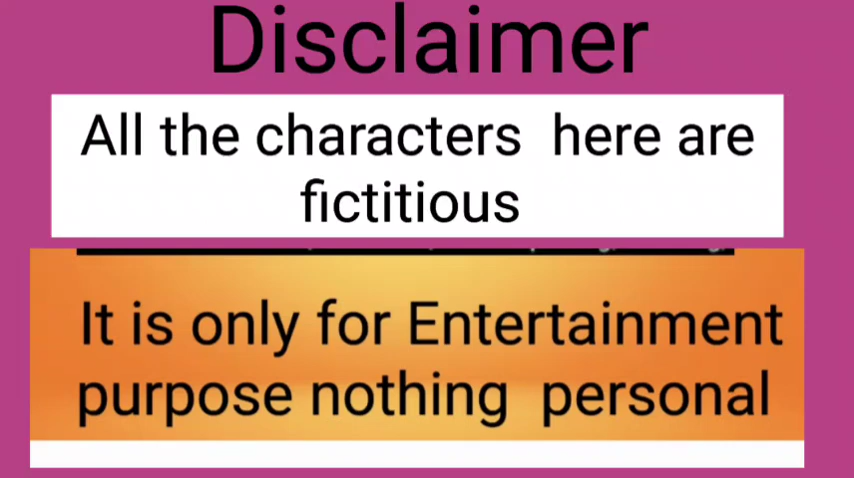 Disclaimer
All the characters here are
fictitious
It is only for Entertainment
purpose nothing personal